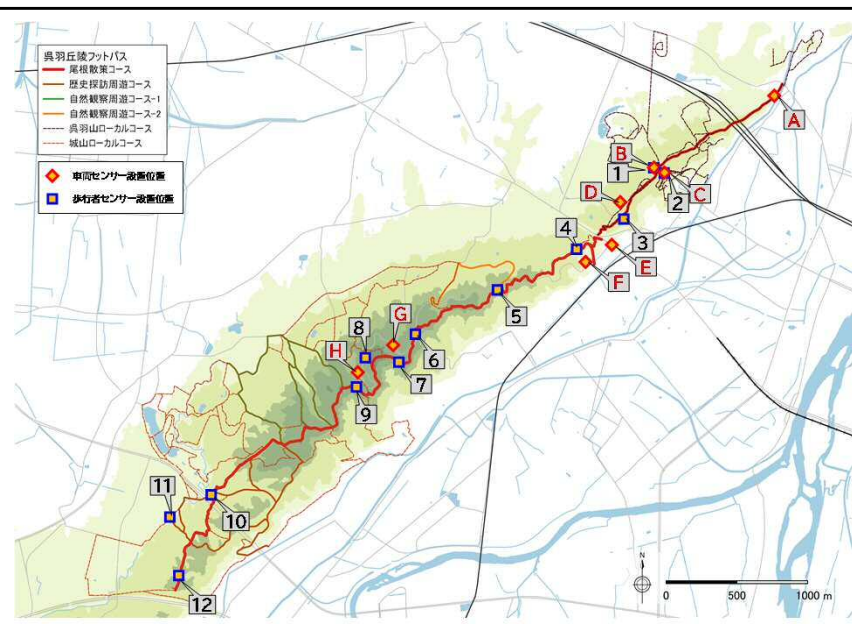 呉羽丘陵フットパス
尾根散策コース
歴史探訪周遊コース
自然観察周遊コース-1
自然観察周遊コース-2
呉羽山ローカルコース
城山ローカルコース
車両センサー設置位置
歩行者センサー設置位置
A
B
1
2
C
D
3
4
E
F
5
G
8
6
H
7
9
11
10
12
N
0 500 1000 m